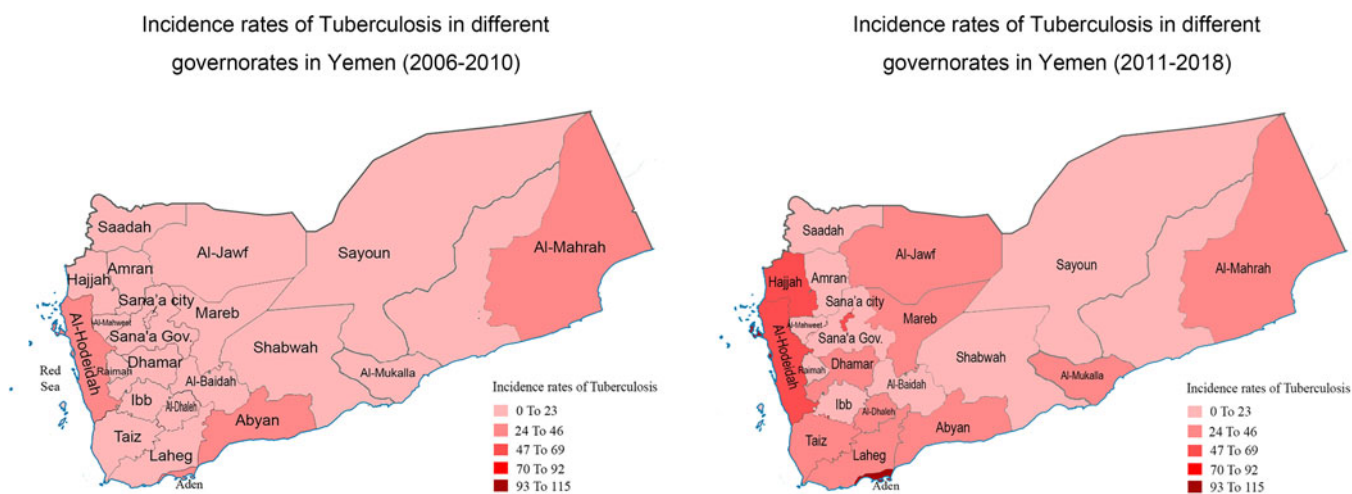 Incidence rates of Tuberculosis in different
governorates in Yemen (2006-2010)
Saadah
Al-Jawf
Sayoun
Al-Mahrah
Hajjah
Amran
Sana'a city
Mareb
Al-Mahweet
Sana'a Gov.
Al-Hodeidah
Shabwah
Dhamar
Raimah
Red
Sea
Al-Baidah
Al-Mukalla
Ibb
Al-Dhaleh
Abyan
Taiz
Laheg
Aden
Incidence rates of Tuberculosis
0 To 23
24 To 46
47 To 69
70 To 92
93 To 115
Incidence rates of Tuberculosis in different
governorates in Yemen (2011-2018)
Saadah
Al-Jawf
Sayoun
Al-Mahrah
Hajjah
Amran
Sana'a city
Mareb
Al-Mahweet
Sana'a Gov.
Al-Hodeidah
Shabwah
Dhamar
Raimah
Al-Baidah
Al-Mukalla
Ibb
Al-Dhaleh
Abyan
Taiz
Laheg
Aden
Incidence rates of Tuberculosis
0 To 23
24 To 46
47 To 69
70 To 92
93 To 115